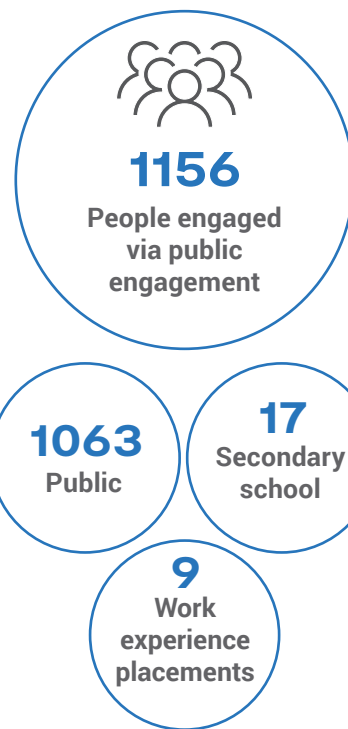 1156
People engaged
via public
engagement
1063
Public
17
Secondary
school
9
Work
experience
placements